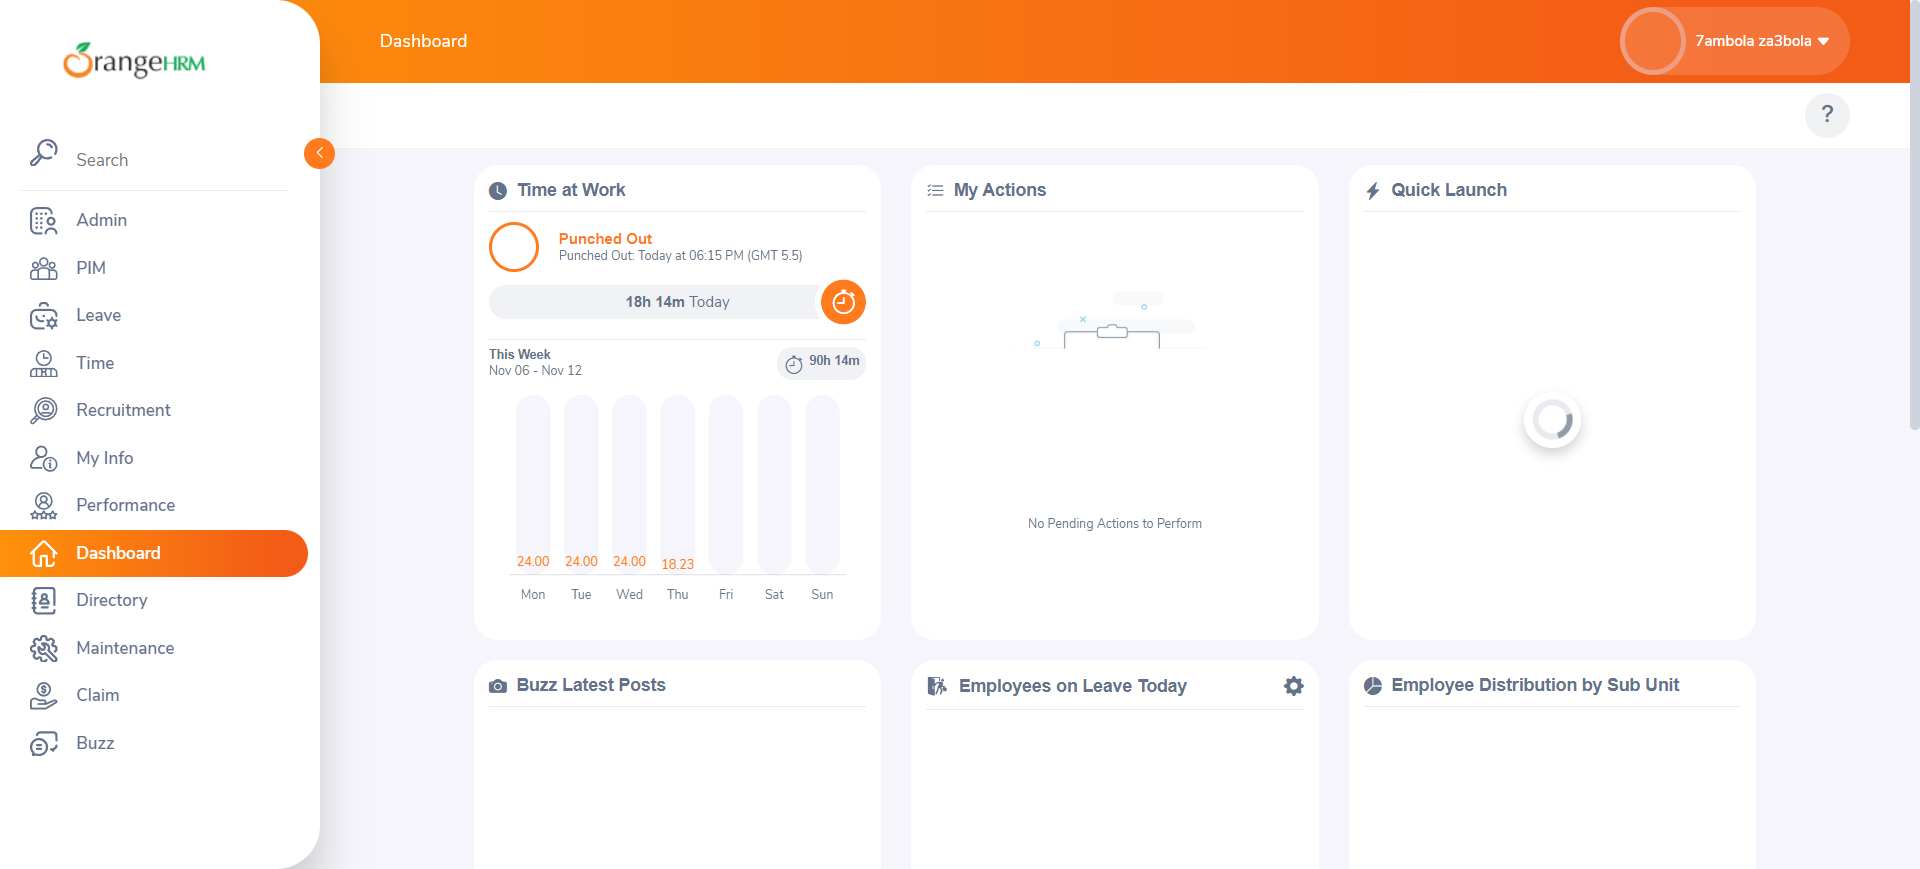 OrangeHRM
Search
Admin
PIM
Leave
Time
Recruitment
My Info
Performance
Dashboard
Directory
Maintenance
Claim
Buzz
Dashboard
7ambola za3bola
?
Time at Work
Punched Out
Punched Out: Today at 06:15 PM (GMT 5.5)
18h 14m Today
This Week
Nov 06 - Nov 12
90h 14m
24.00 24.00 24.00 18.23
Mon Tue Wed Thu Fri Sat Sun
My Actions
No Pending Actions to Perform
Quick Launch
Buzz Latest Posts
Employees on Leave Today
Employee Distribution by Sub Unit